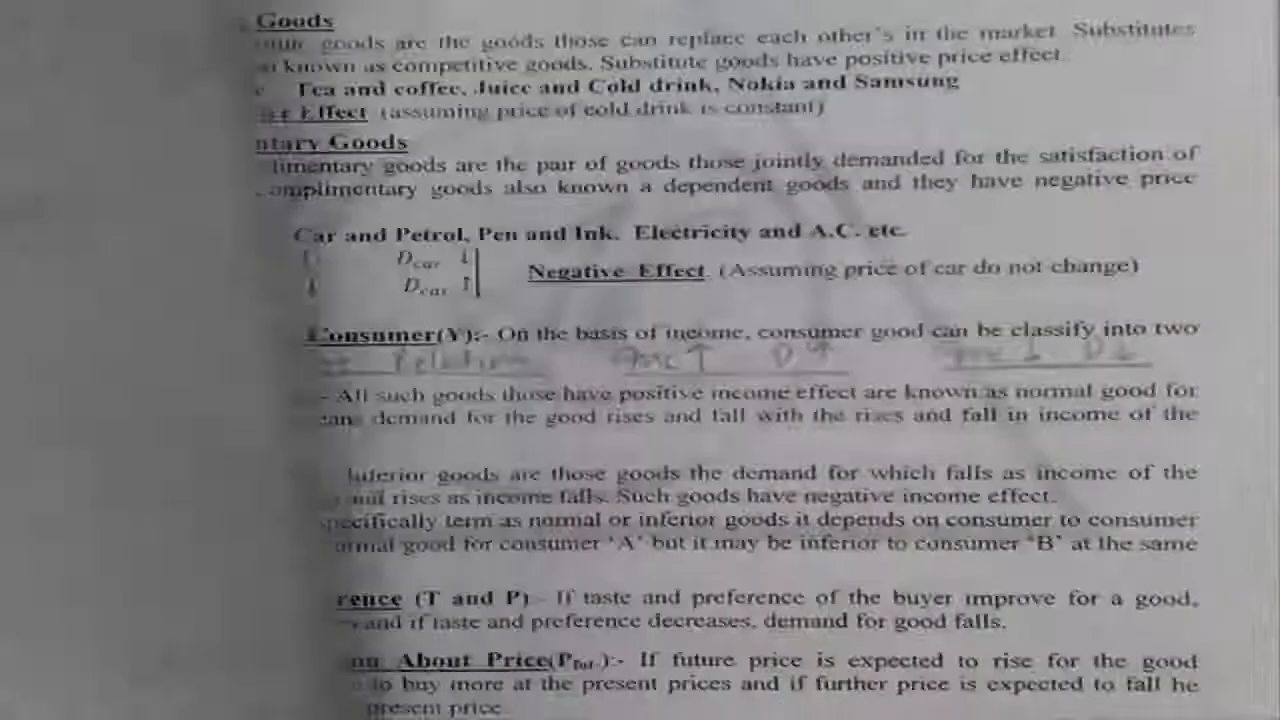 Goods
goods are the goods those can replace each other's in the market. Substitutes
known as competitive goods. Substitute goods have positive price effect.
Tea and coffee, Juice and Cold drink, Nokia and Samsung
Effect (assuming price of cold drink is constant)
ntary Goods
limentary goods are the pair of goods those jointly demanded for the satisfaction of
omplimentary goods also known a dependent goods and they have negative price
Car and Petrol, Pen and Ink, Electricity and A.C. etc.
Dcar ↓
↓ Dcar ↑
Negative Effect (Assuming price of car do not change)
Consumer(Y):- On the basis of income, consumer good can be classify into two
Relation Inc ↑ D ↑ Inc ↓ D↓
- All such goods those have positive income effect are known as normal good for
demand for the good rises and fall with the rises and fall in income of the
Inferior goods are those goods the demand for which falls as income of the
rises as income falls. Such goods have negative income effect.
specifically term as normal or inferior goods it depends on consumer to consumer
ormal good for consumer 'A' but it may be inferior to consumer 'B' at the same
rence (T and P) - If taste and preference of the buyer improve for a good,
and if taste and preference decreases, demand for good falls.
on About Price(Pfut.):- If future price is expected to rise for the good
to buy more at the present prices and if further price is expected to fall he
present price.